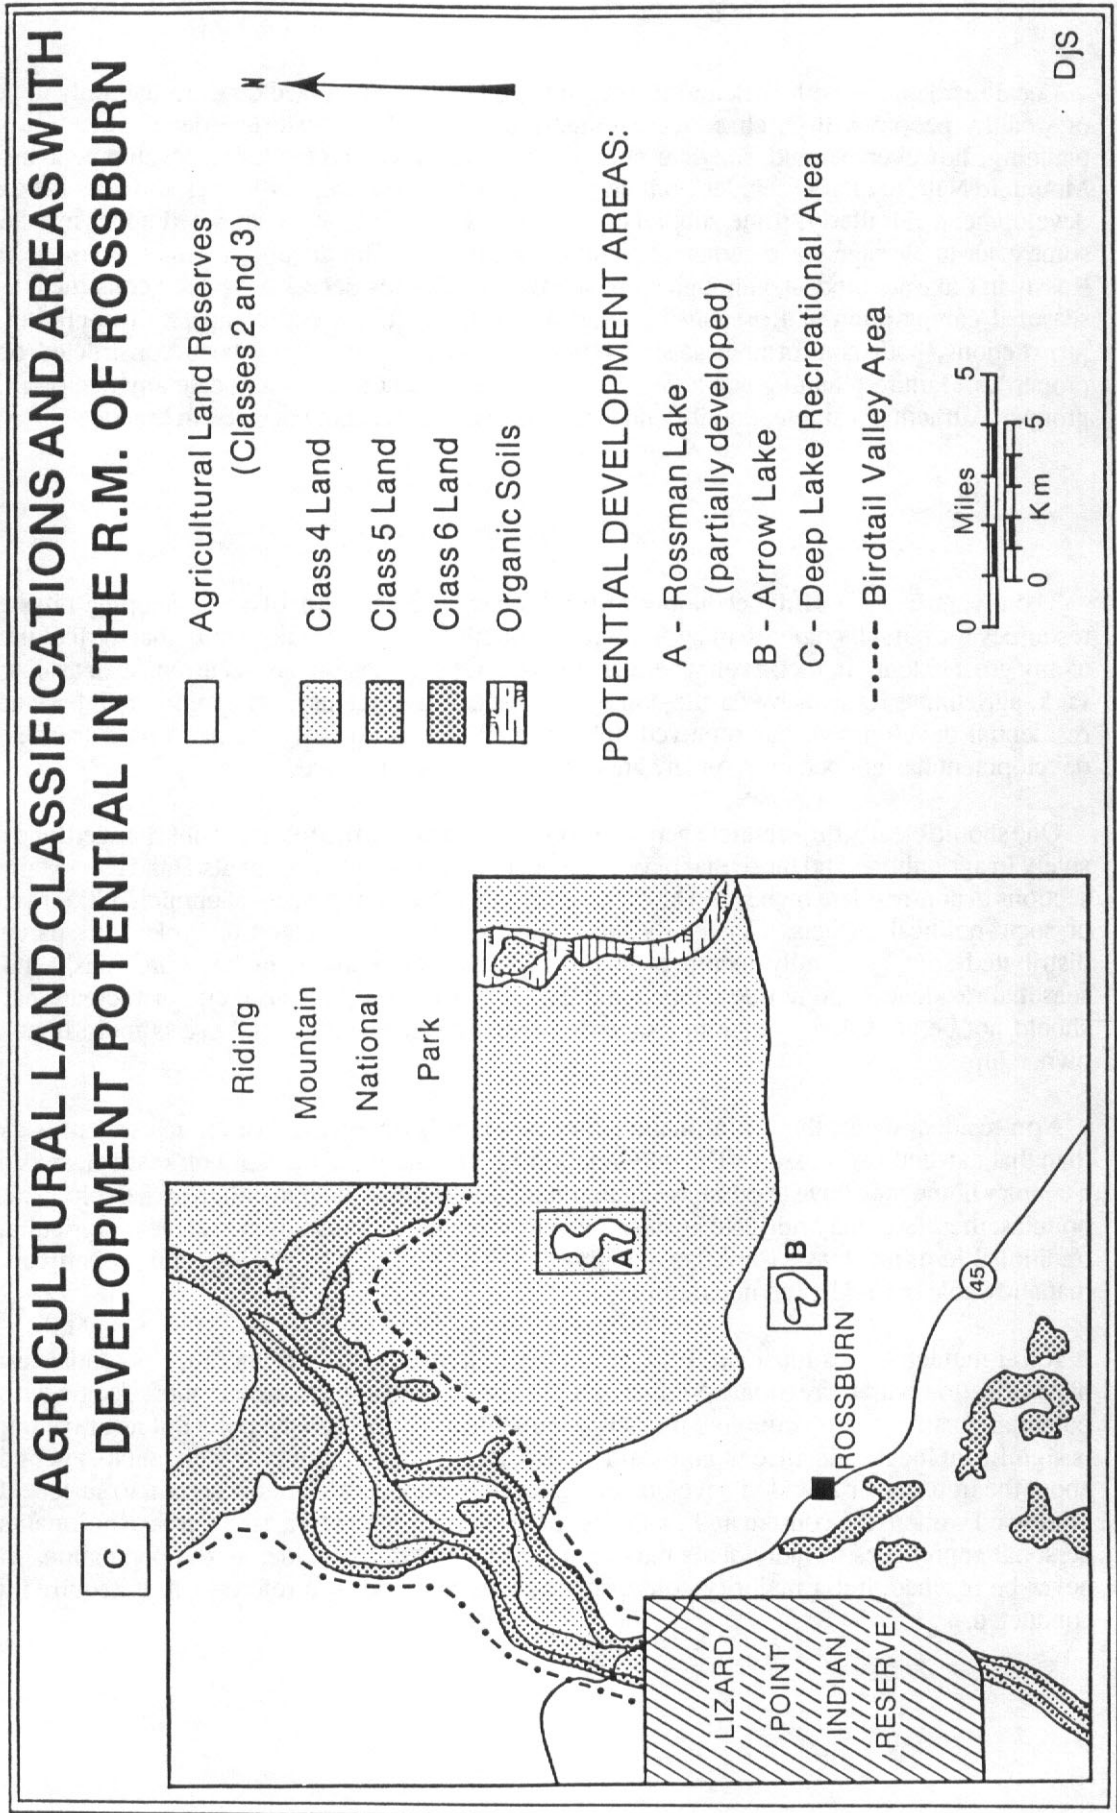 AGRICULTURAL LAND CLASSIFICATIONS AND AREAS WITH
DEVELOPMENT POTENTIAL IN THE R.M. OF ROSSBURN
C
Riding
Mountain
National
Park
A
B
ROSSBURN
45
LIZARD
POINT
INDIAN
RESERVE
N
Agricultural Land Reserves
(Classes 2 and 3)
Class 4 Land
Class 5 Land
Class 6 Land
Organic Soils
POTENTIAL DEVELOPMENT AREAS:
A - Rossman Lake
(partially developed)
B - Arrow Lake
C - Deep Lake Recreational Area
Birdtail Valley Area
Miles
0 5
0 5
Km
DjS